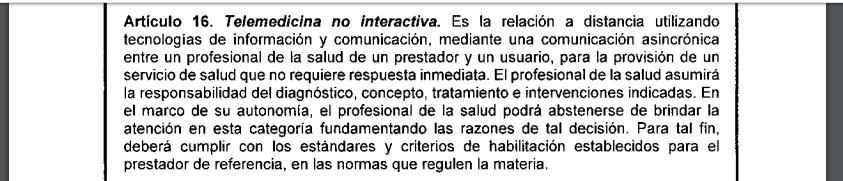 Artículo 16. Telemedicina no interactiva. Es la relación a distancia utilizando
tecnologías de información y comunicación, mediante una comunicación asincrónica
entre un profesional de la salud de un prestador y un usuario, para la provisión de un
servicio de salud que no requiere respuesta inmediata. El profesional de la salud asumirá
la responsabilidad del diagnóstico, concepto, tratamiento e intervenciones indicadas. En
el marco de su autonomía, el profesional de la salud podrá abstenerse de brindar la
atención en esta categoría fundamentando las razones de tal decisión. Para tal fin,
deberá cumplir con los estándares y criterios de habilitación establecidos para el
prestador de referencia, en las normas que regulen la materia.